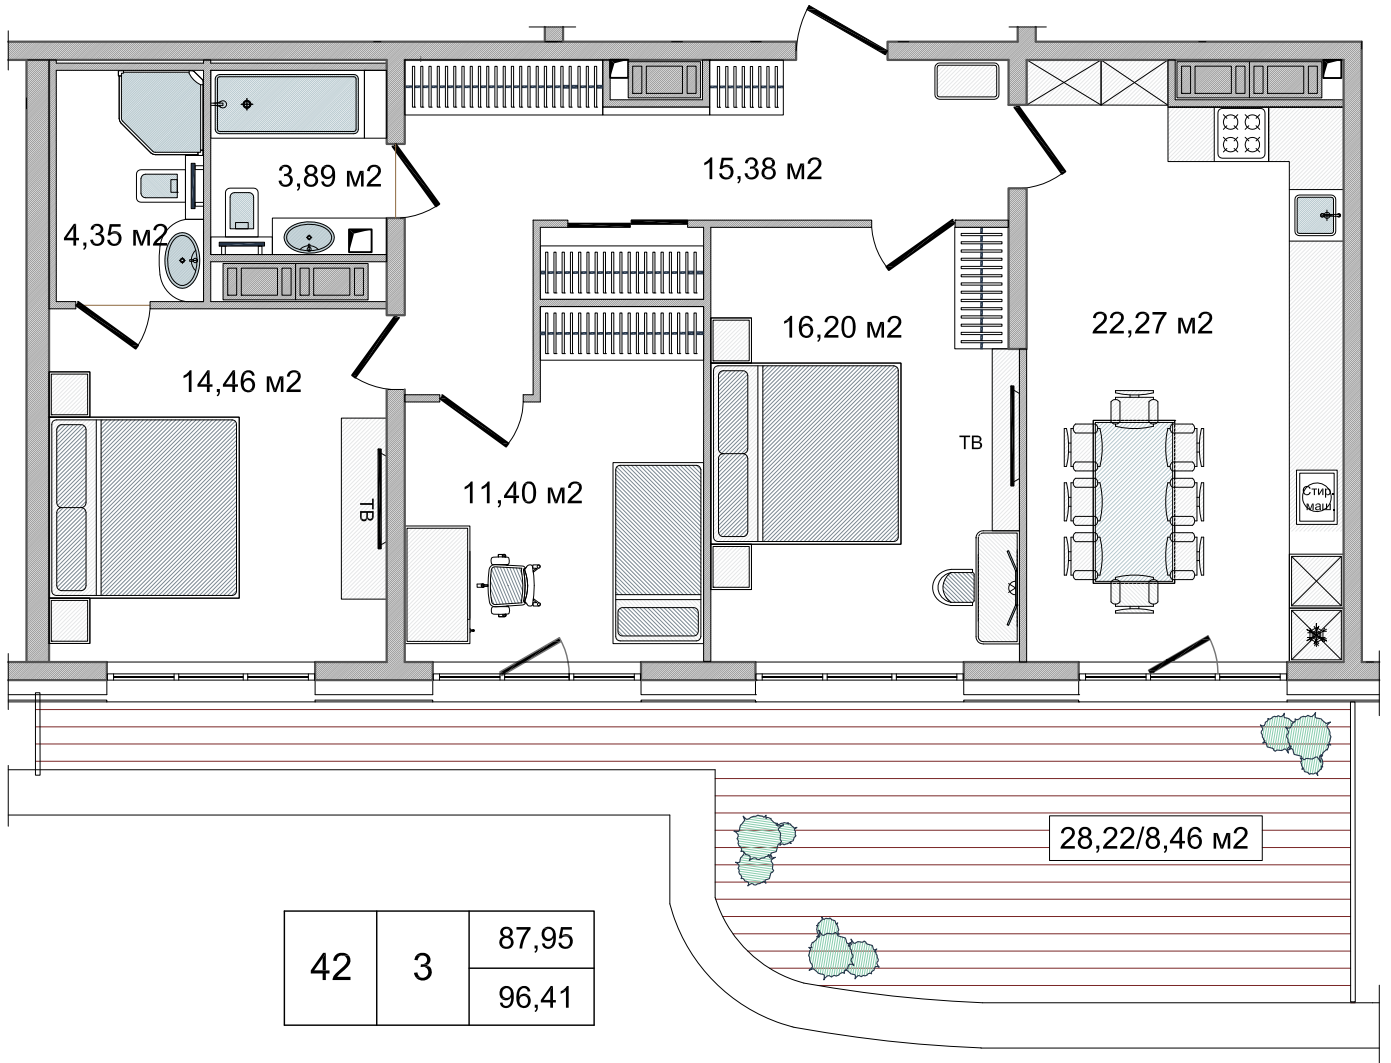 15,38 м2
3,89 м2
4,35 м2
16,20 м2
22,27 м2
14,46 м2
ТВ
11,40 м2
ТВ
Стир.
маш.
28,22/8,46 м2
42
3
87,95
96,41